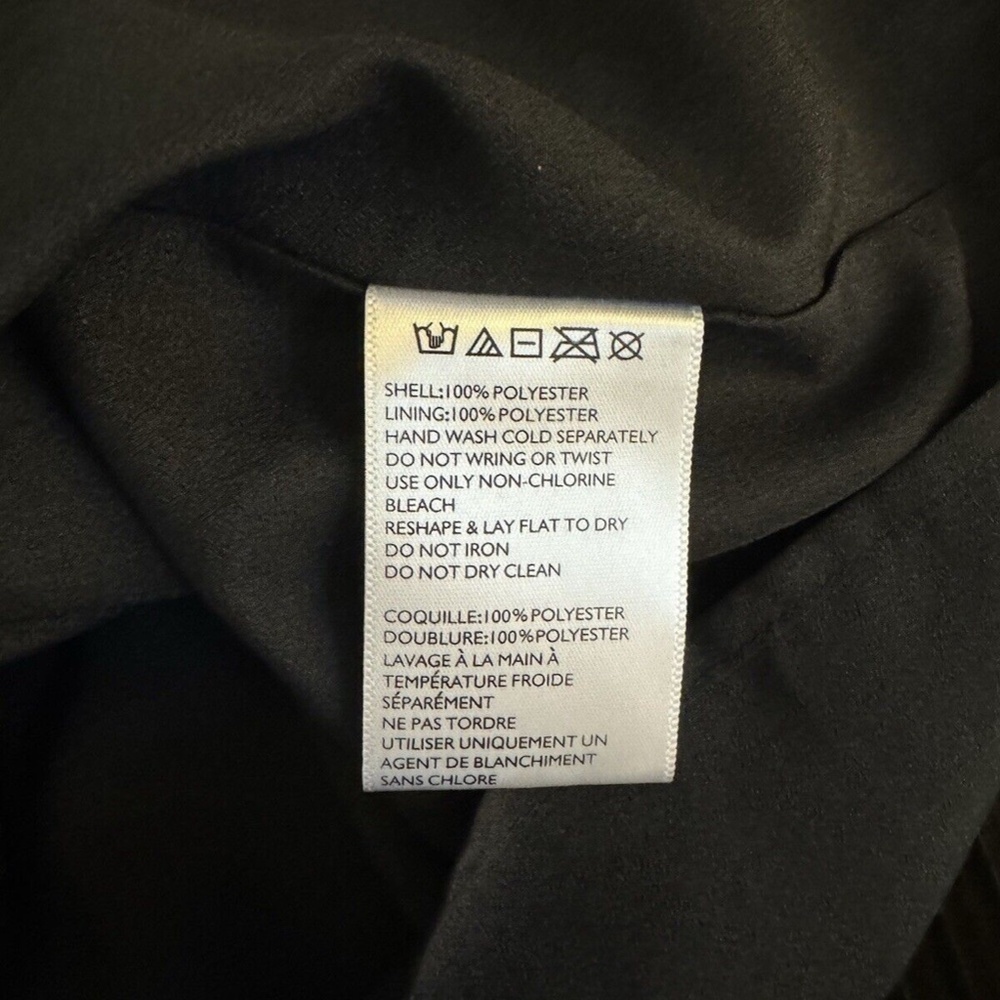 SHELL:100% POLYESTER
LINING:100% POLYESTER
HAND WASH COLD SEPARATELY
DO NOT WRING OR TWIST
USE ONLY NON-CHLORINE
BLEACH
RESHAPE & LAY FLAT TO DRY
DO NOT IRON
DO NOT DRY CLEAN
COQUILLE:100% POLYESTER
DOUBLURE:100%POLYESTER
LAVAGE À LA MAIN À
TEMPÉRATURE FROIDE
SÉPARÉMENT
NE PAS TORDRE
UTILISER UNIQUEMENT UN
AGENT DE BLANCHIMENT
SANS CHLORE